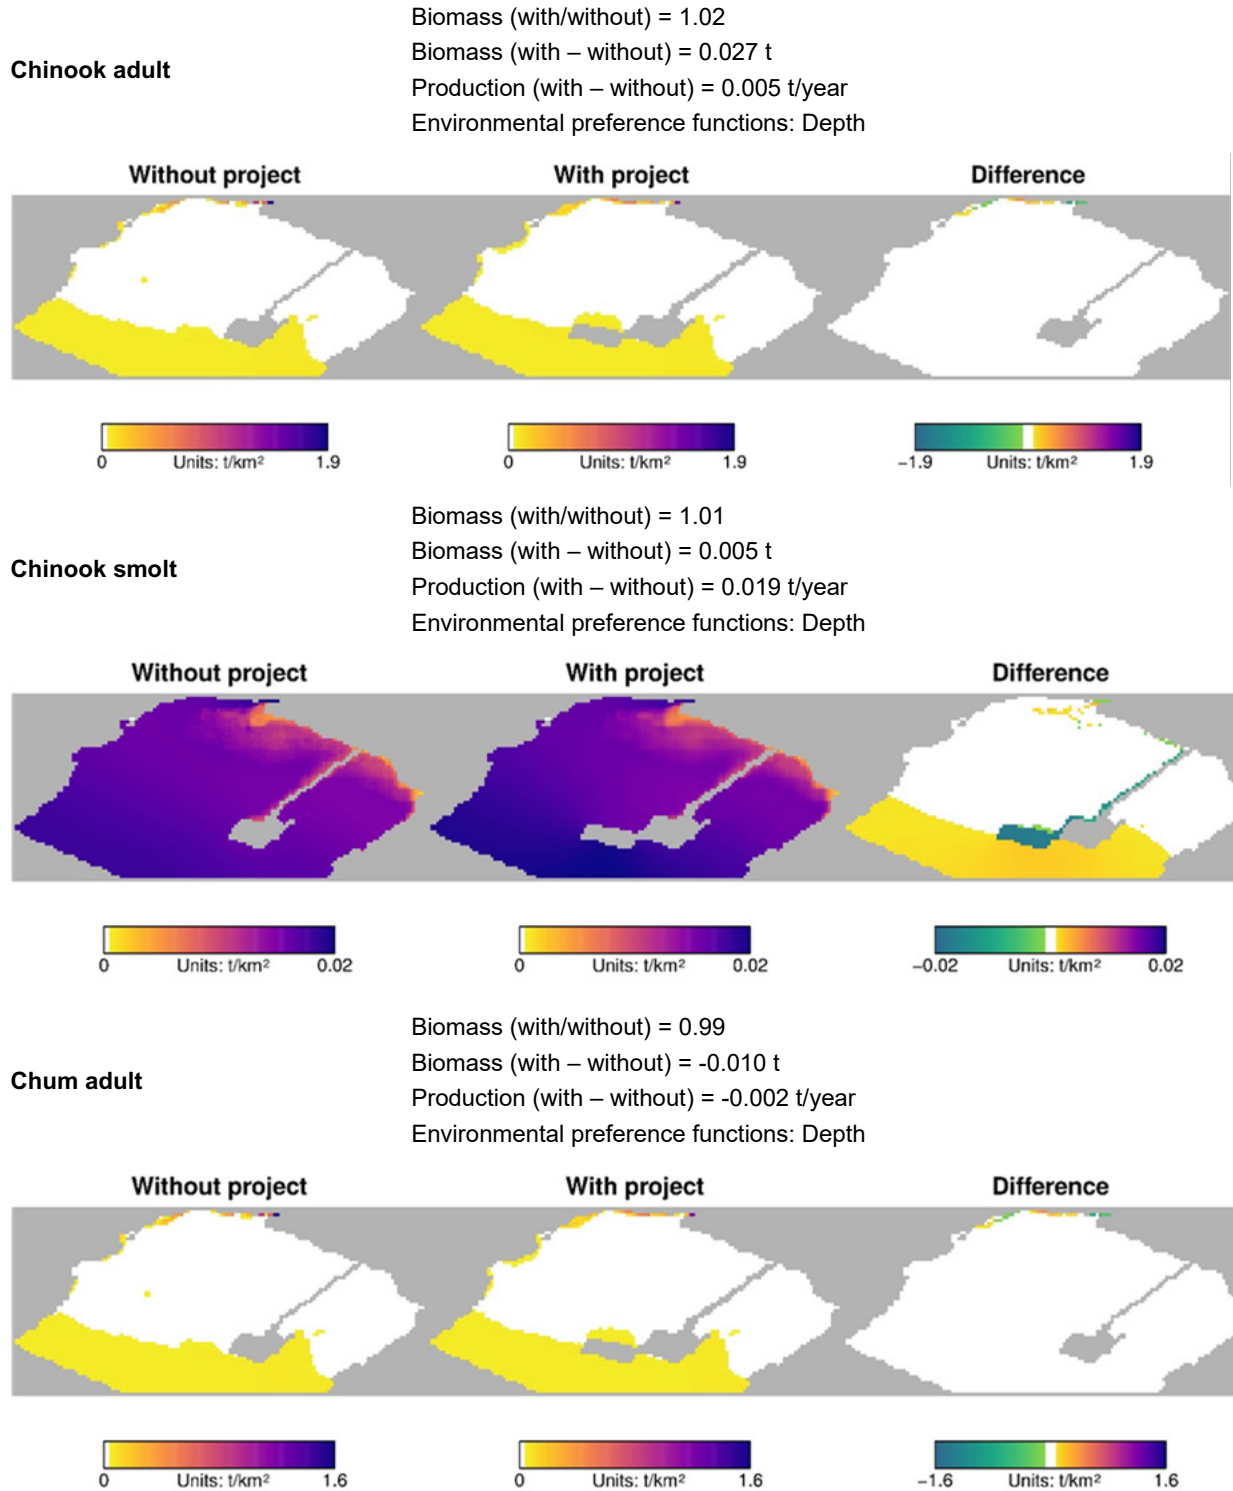 Biomass (with/without) = 1.02
Biomass (with – without) = 0.027 t
Chinook adult
Production (with – without) = 0.005 t/year
Environmental preference functions: Depth
Without project
With project
Difference
0 Units: t/km² 1.9
0 Units: t/km² 1.9
−1.9 Units: t/km² 1.9
Biomass (with/without) = 1.01
Biomass (with – without) = 0.005 t
Chinook smolt
Production (with – without) = 0.019 t/year
Environmental preference functions: Depth
Without project
With project
Difference
0 Units: t/km² 0.02
0 Units: t/km² 0.02
−0.02 Units: t/km² 0.02
Biomass (with/without) = 0.99
Biomass (with – without) = -0.010 t
Chum adult
Production (with – without) = -0.002 t/year
Environmental preference functions: Depth
Without project
With project
Difference
0 Units: t/km² 1.6
0 Units: t/km² 1.6
−1.6 Units: t/km² 1.6